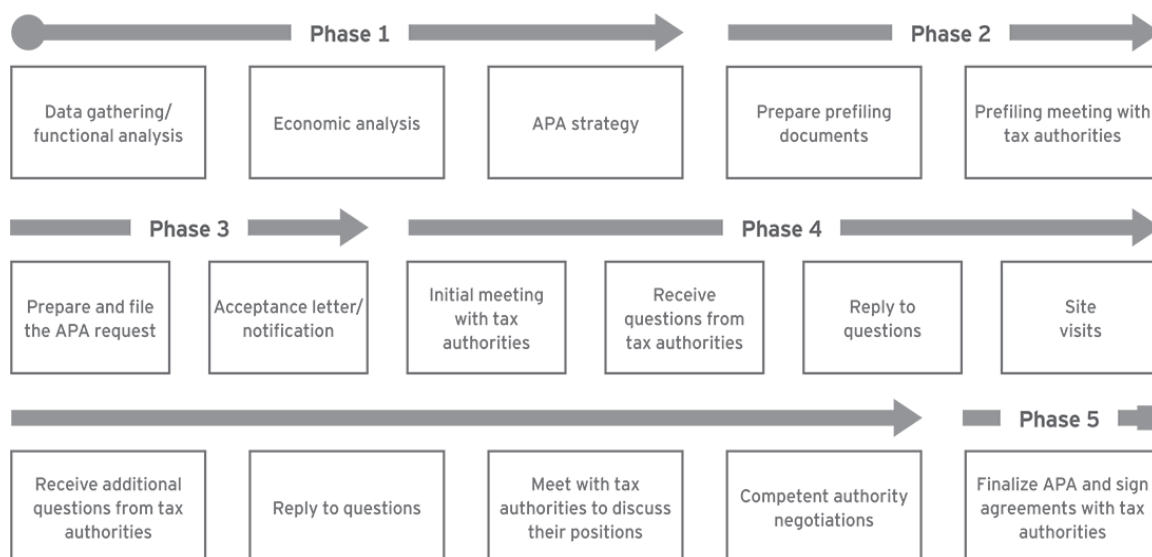 Phase 1
Phase 2
Data gathering/
functional analysis
Economic analysis
APA strategy
Prepare prefiling
documents
Prefiling meeting with
tax authorities
Phase 3
Phase 4
Prepare and file
the APA request
Acceptance letter/
notification
Initial meeting
with tax
authorities
Receive
questions from
tax authorities
Reply to
questions
Site
visits
Phase 5
Receive additional
questions from tax
authorities
Reply to questions
Meet with tax
authorities to discuss
their positions
Competent authority
negotiations
Finalize APA and sign
agreements with tax
authorities